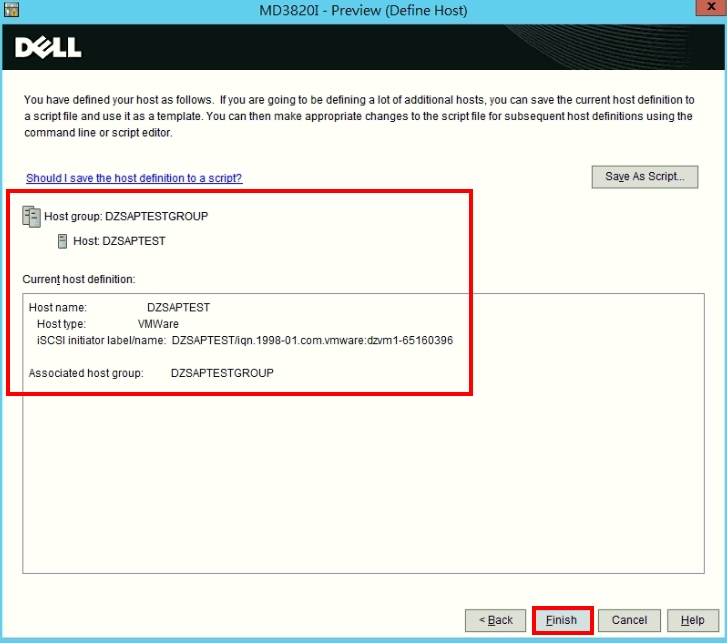 MD3820I - Preview (Define Host)
x
DELL
You have defined your host as follows. If you are going to be defining a lot of additional hosts, you can save the current host definition to
a script file and use it as a template. You can then make appropriate changes to the script file for subsequent host definitions using the
command line or script editor.
Should I save the host definition to a script?
Save As Script...
Host group: DZSAPTESTGROUP
Host: DZSAPTEST
Current host definition:
Host name: DZSAPTEST
Host type: VMWare
iSCSI initiator label/name: DZSAPTEST/iqn.1998-01.com.vmware:dzvm1-65160396
Associated host group: DZSAPTESTGROUP
< Back
Finish
Cancel
Help